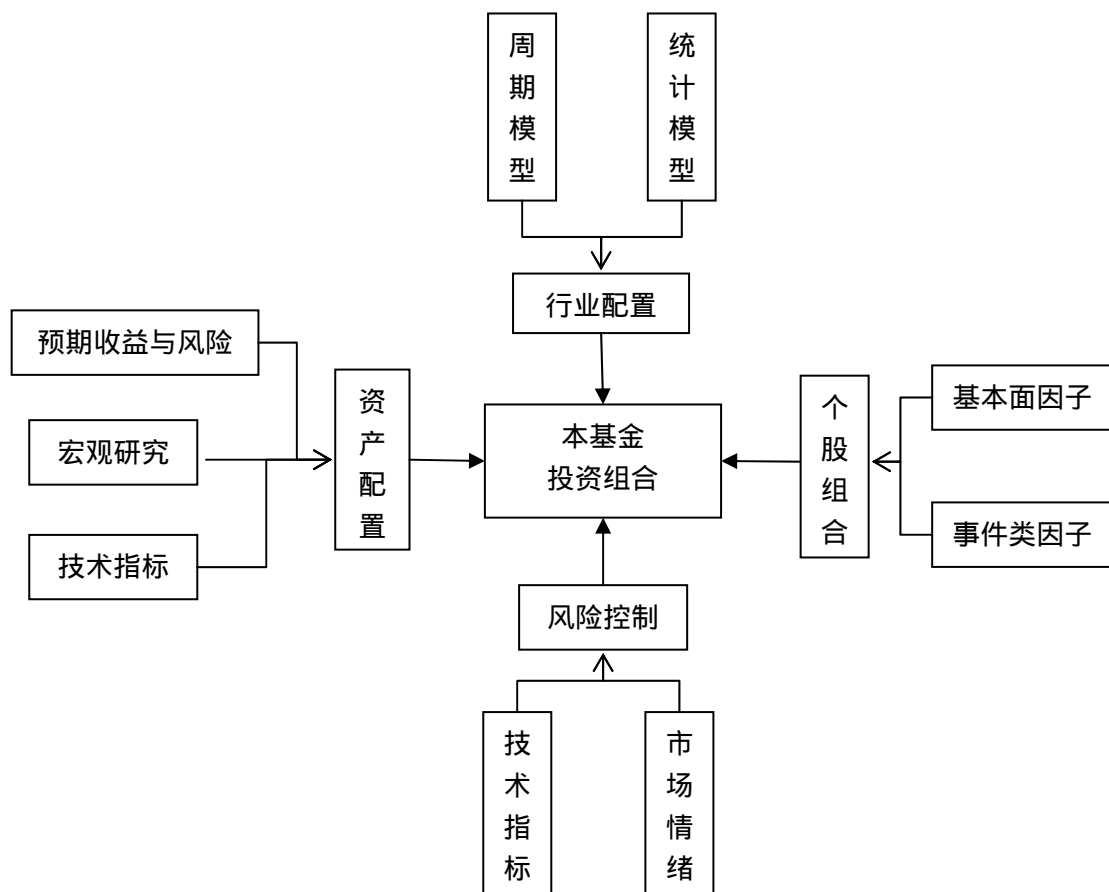 周期模型
统计模型
行业配置
预期收益与风险
宏观研究
技术指标
资产配置
本基金
投资组合
个股组合
基本面因子
事件类因子
风险控制
技术指标
市场情绪